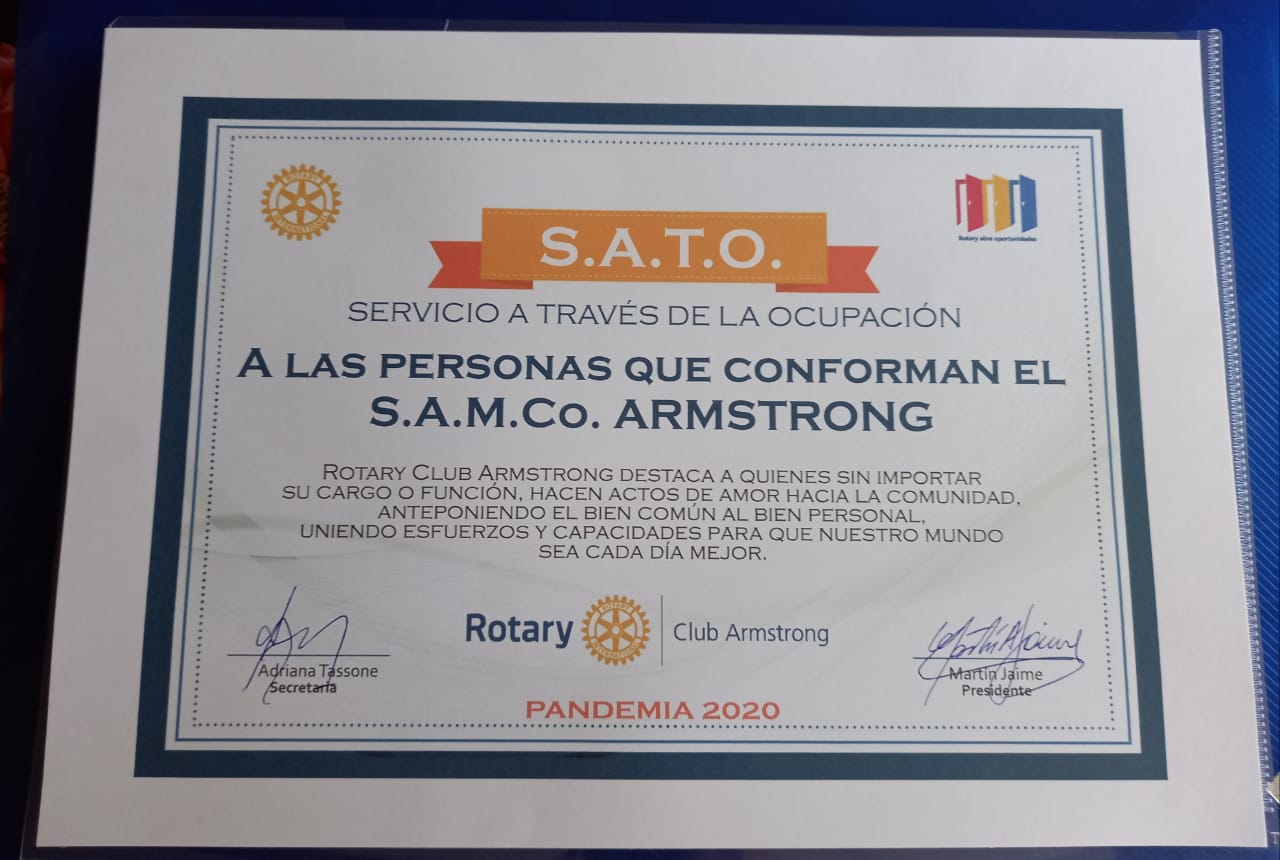 ROTARY
INTERNATIONAL
Rotary abre oportunidades
S.A.T.O.
SERVICIO A TRAVÉS DE LA OCUPACIÓN
A LAS PERSONAS QUE CONFORMAN EL
S.A.M.Co. ARMSTRONG
ROTARY CLUB ARMSTRONG DESTACA A QUIENES SIN IMPORTAR
SU CARGO O FUNCIÓN, HACEN ACTOS DE AMOR HACIA LA COMUNIDAD,
ANTEPONIENDO EL BIEN COMÚN AL BIEN PERSONAL,
UNIENDO ESFUERZOS Y CAPACIDADES PARA QUE NUESTRO MUNDO
SEA CADA DÍA MEJOR.
Adriana Tassone
Secretaria
Rotary
ROTARY
INTERNATIONAL
Club Armstrong
Martín Jaime
Presidente
PANDEMIA 2020